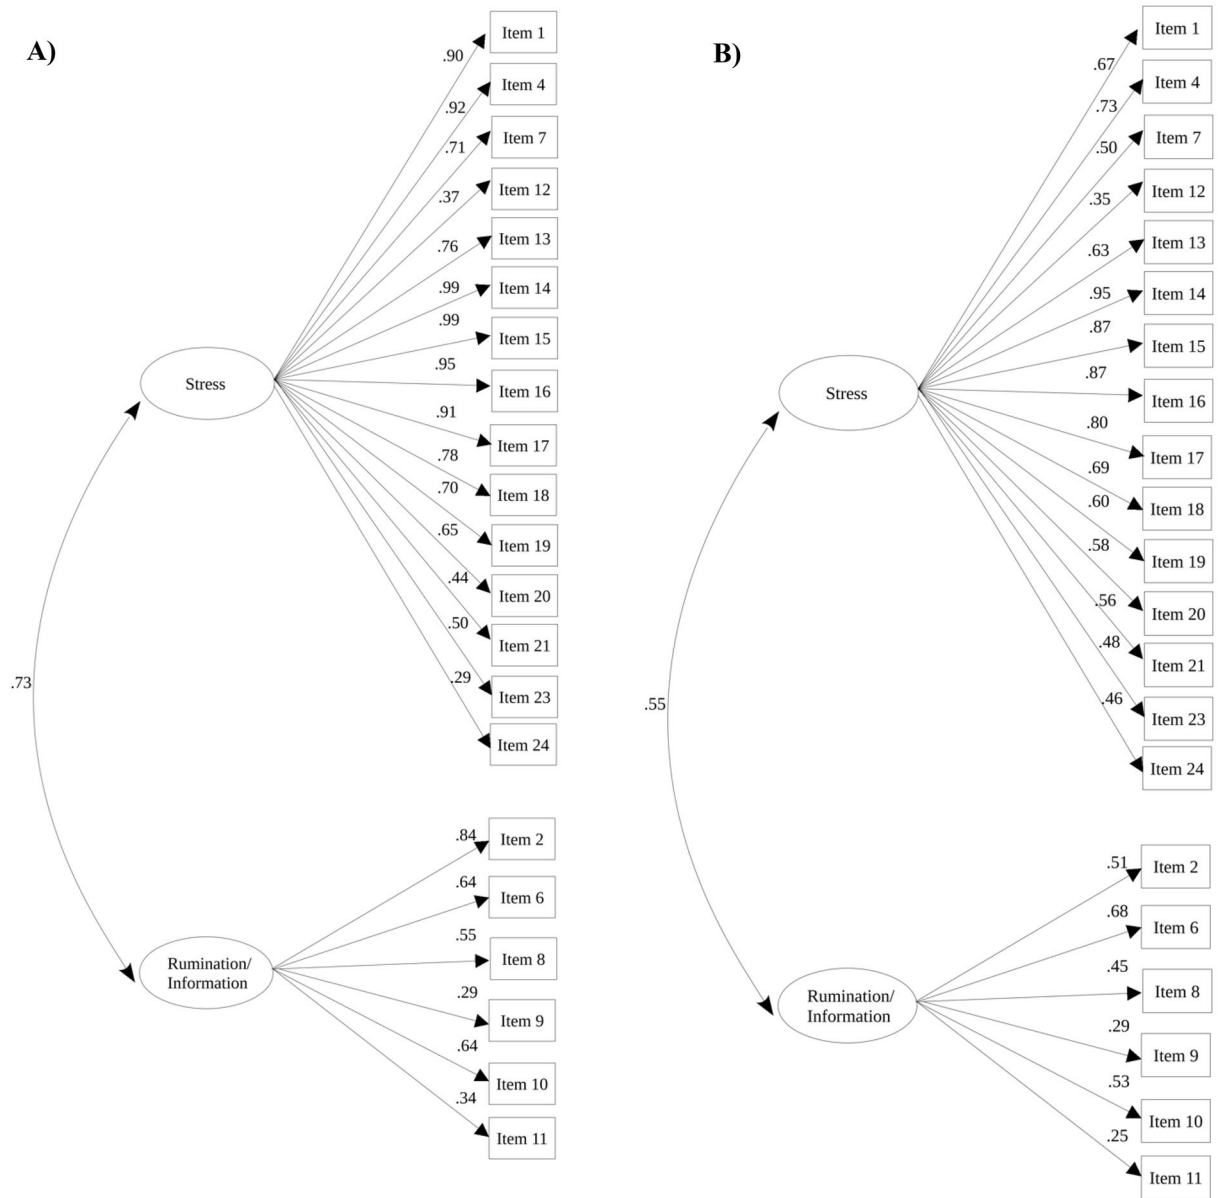 A)
.90
Item 1
.92
Item 4
.71
Item 7
.37
Item 12
.76
Item 13
.99
Item 14
.99
Item 15
.95
Item 16
.91
Item 17
.78
Item 18
.70
Item 19
.65
Item 20
.44
Item 21
.50
Item 23
.29
Item 24
Stress
.73
.84
Item 2
.64
Item 6
.55
Item 8
.29
Item 9
.64
Item 10
.34
Item 11
Rumination/
Information
B)
.67
Item 1
.73
Item 4
.50
Item 7
.35
Item 12
.63
Item 13
.95
Item 14
.87
Item 15
.87
Item 16
.80
Item 17
.69
Item 18
.60
Item 19
.58
Item 20
.56
Item 21
.48
Item 23
.46
Item 24
Stress
.55
.51
Item 2
.68
Item 6
.45
Item 8
.29
Item 9
.53
Item 10
.25
Item 11
Rumination/
Information